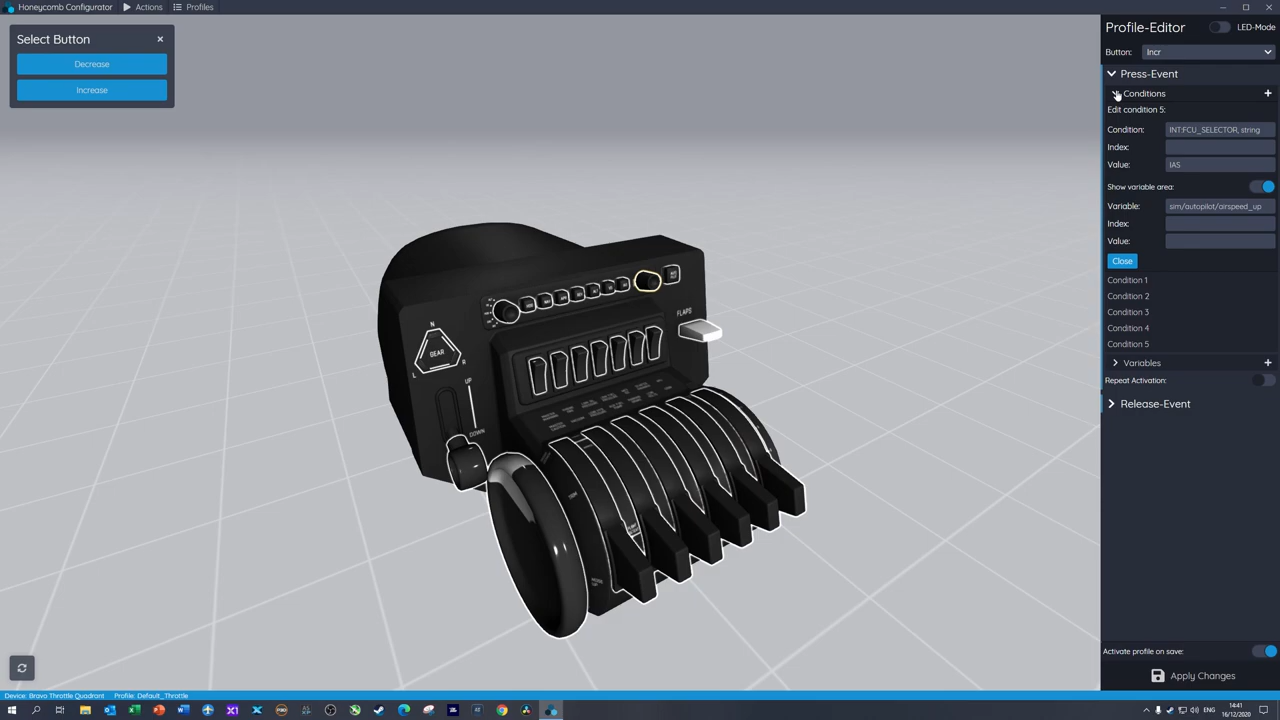 Honeycomb Configurator
Actions
Profiles
Select Button
×
Decrease
Increase
Profile-Editor
LED-Mode
Button:
Incr
Press-Event
Conditions
+
Edit condition 5:
Condition:
INT:FCU_SELECTOR, string
Index:
Value:
IAS
Show variable area:
Variable:
sim/autopilot/airspeed_up
Index:
Value:
Close
Condition 1
Condition 2
Condition 3
Condition 4
Condition 5
Variables
+
Repeat Activation:
Release-Event
N
GEAR
L
R
UP
DOWN
FLAPS
Activate profile on save:
Apply Changes
Device: Bravo Throttle Quadrant
Profile: Default_Throttle
ENG
14:41
16/12/2020